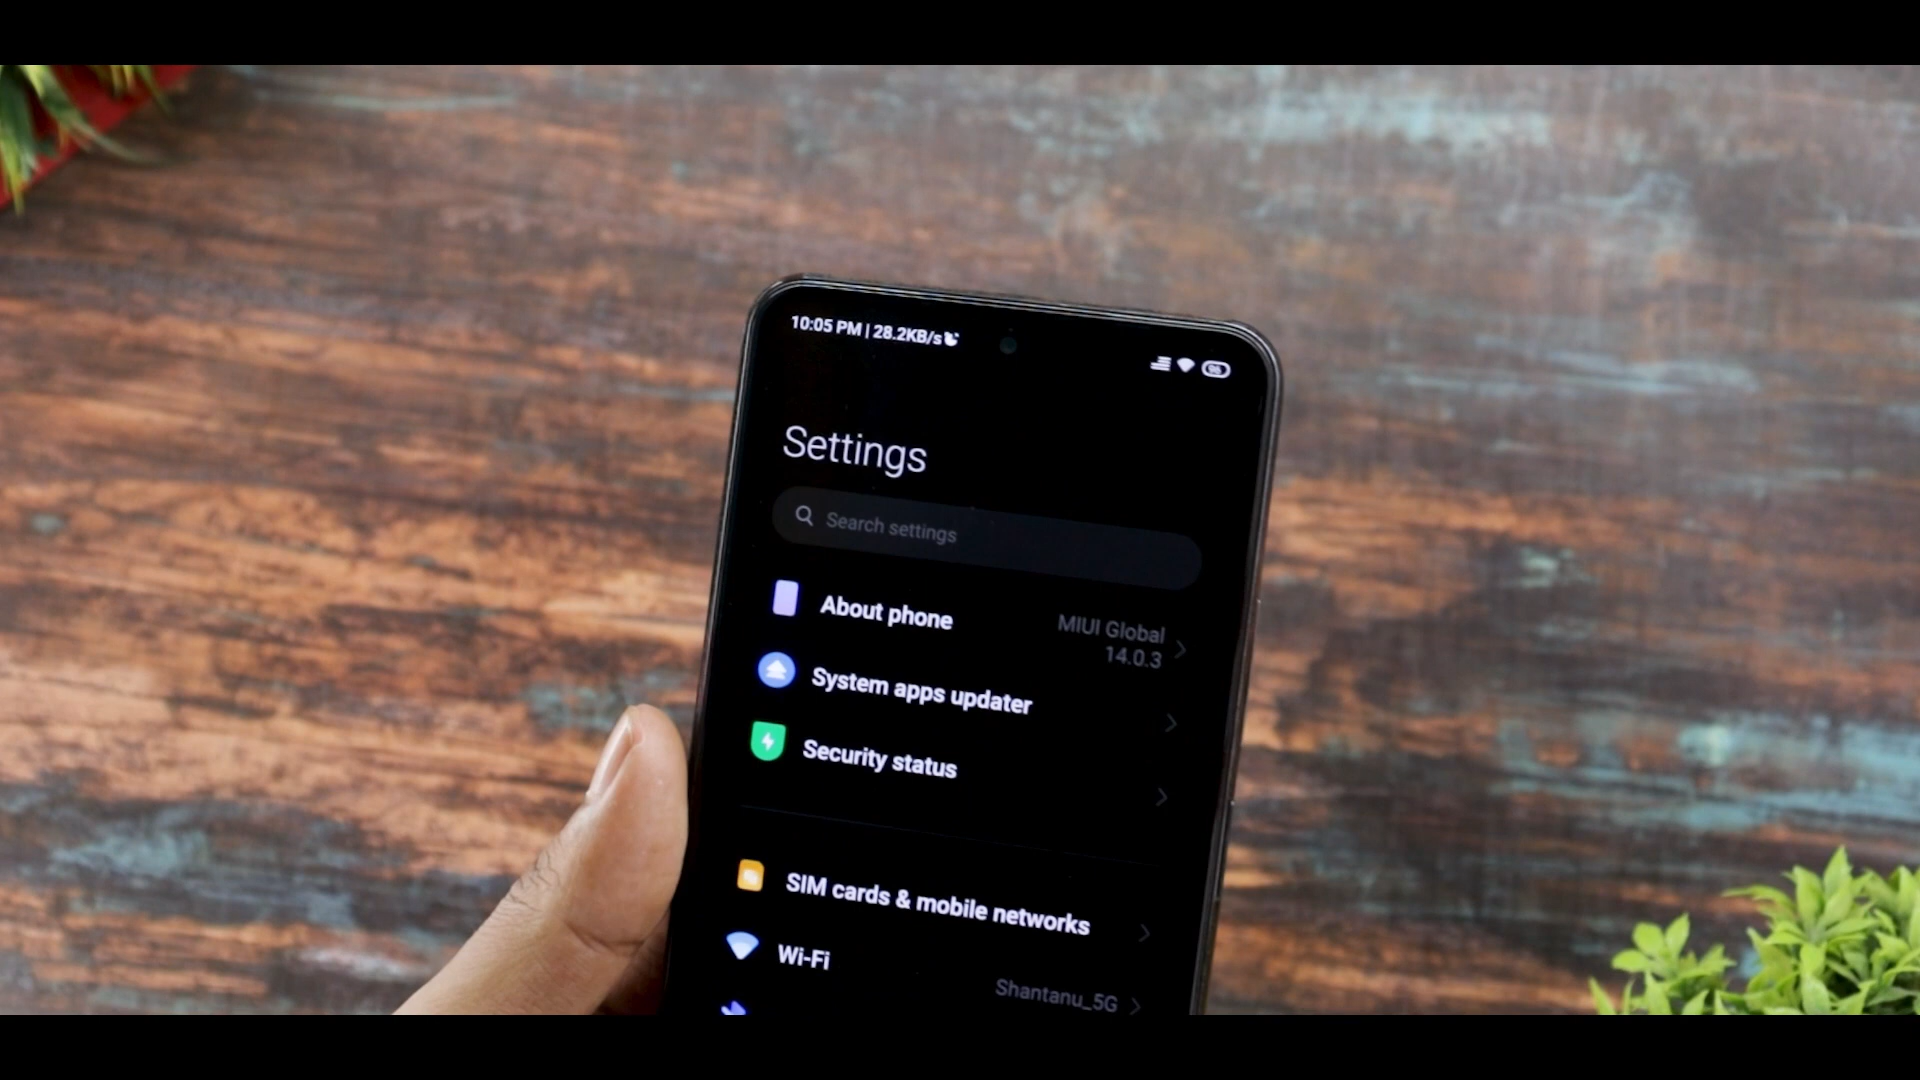 10:05 PM | 28.2KB/s
96
Settings
Search settings
About phone
MIUI Global
14.0.3
System apps updater
Security status
SIM cards & mobile networks
Wi-Fi
Shantanu_5G